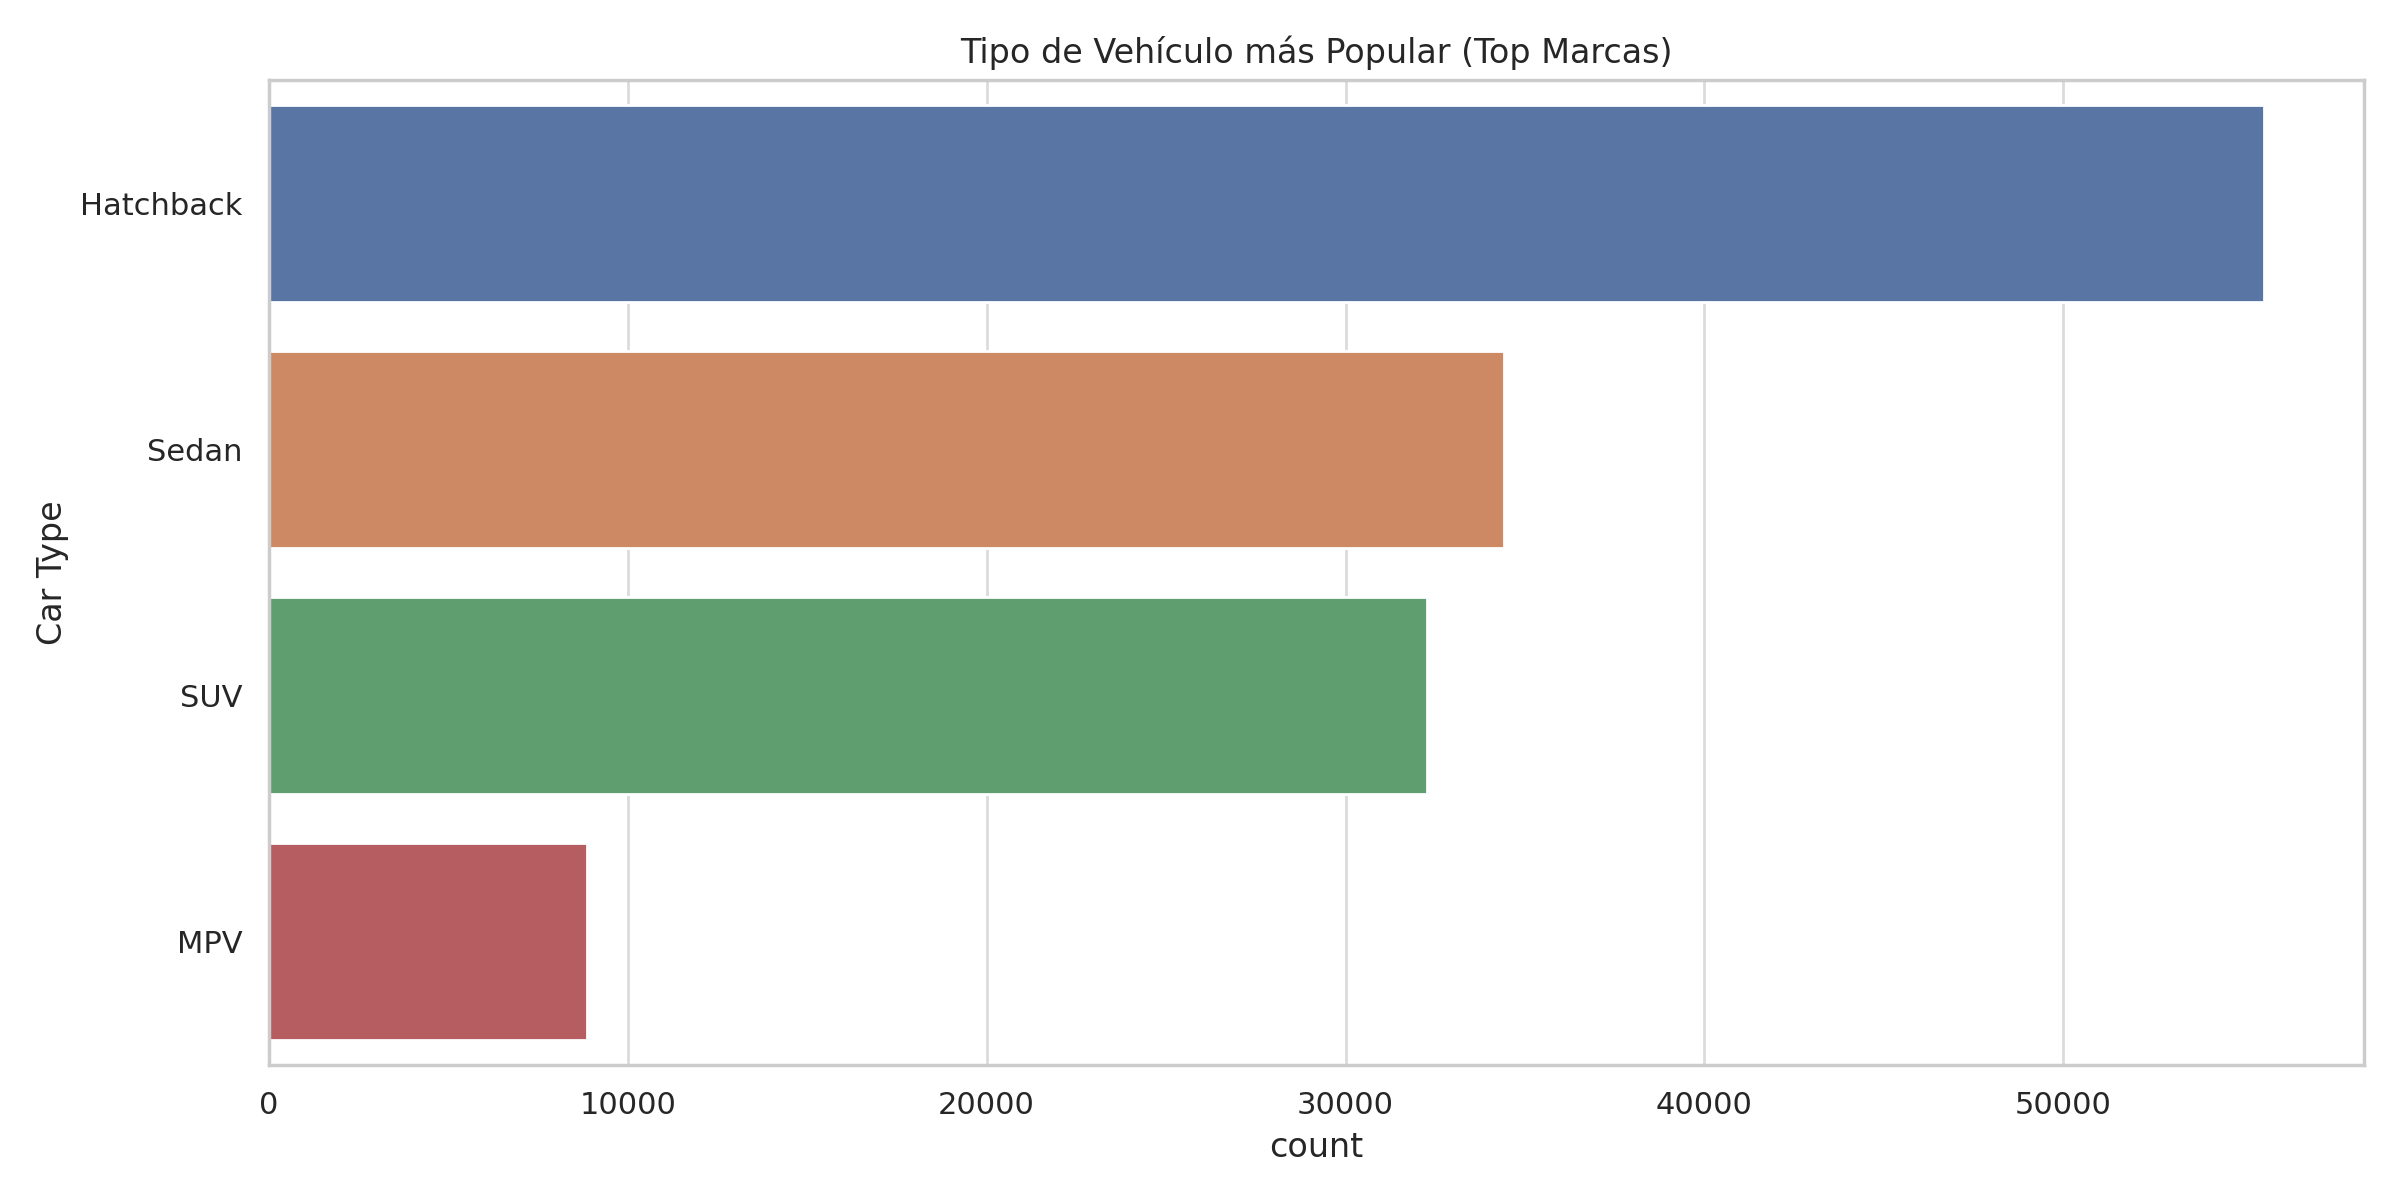 Tipo de Vehículo más Popular (Top Marcas)
Hatchback
Sedan
SUV
MPV
Car Type
0 10000 20000 30000 40000 50000
count